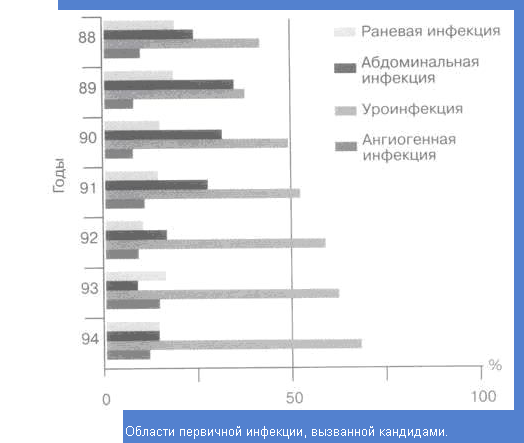 88
89
90
91
92
93
94
Годы
Раневая инфекция
Абдоминальная
инфекция
Уроинфекция
Ангиогенная
инфекция
%
0
50
100
Области первичной инфекции, вызванной кандидами.